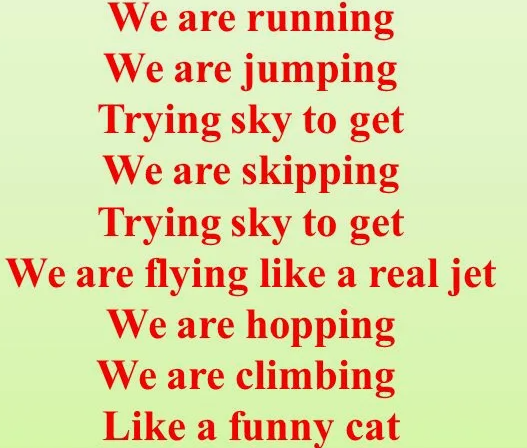 We are running
We are jumping
Trying sky to get
We are skipping
Trying sky to get
We are flying like a real jet
We are hopping
We are climbing
Like a funny cat